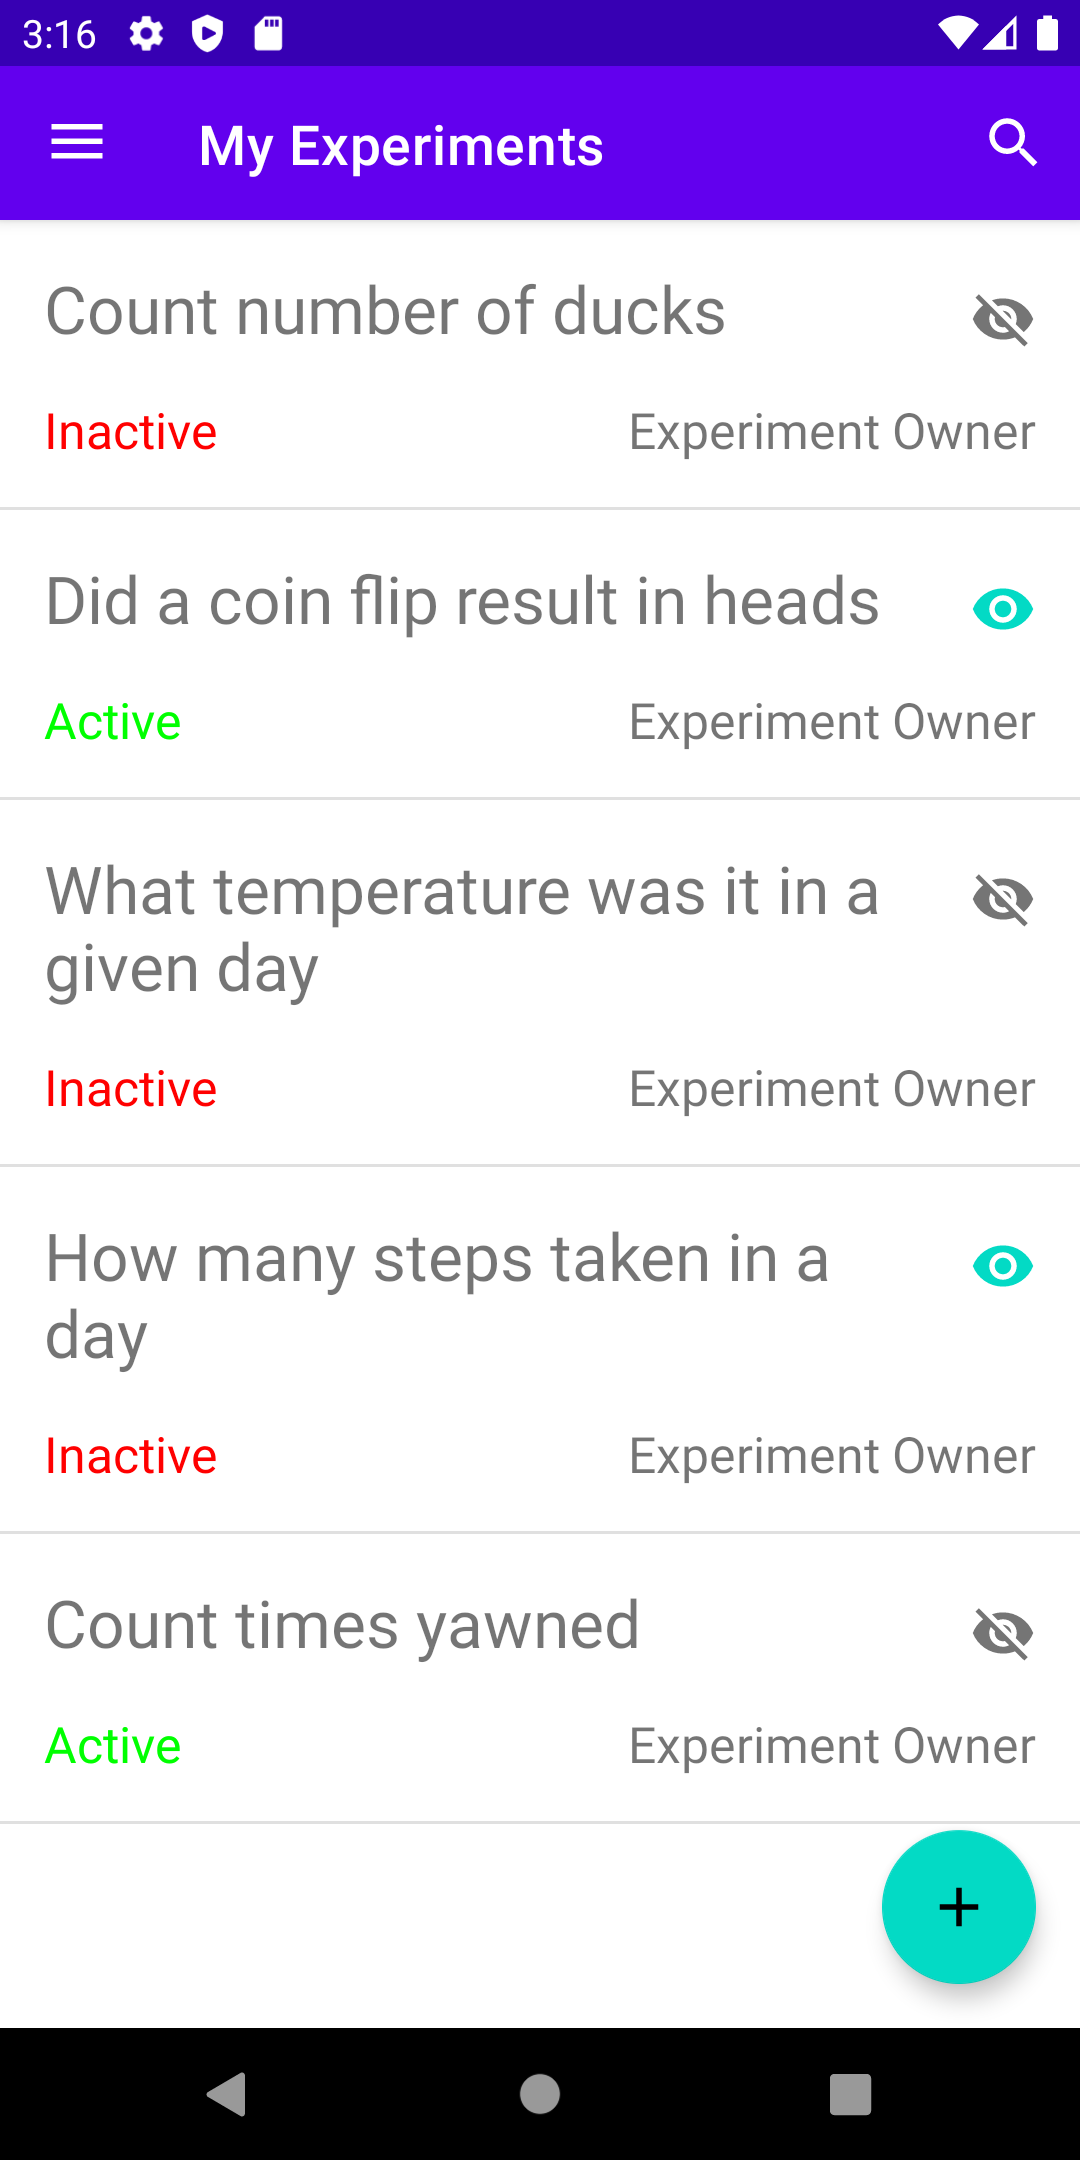 3:16
My Experiments
Count number of ducks
Inactive
Experiment Owner
Did a coin flip result in heads
Active
Experiment Owner
What temperature was it in a
given day
Inactive
Experiment Owner
How many steps taken in a
day
Inactive
Experiment Owner
Count times yawned
Active
Experiment Owner